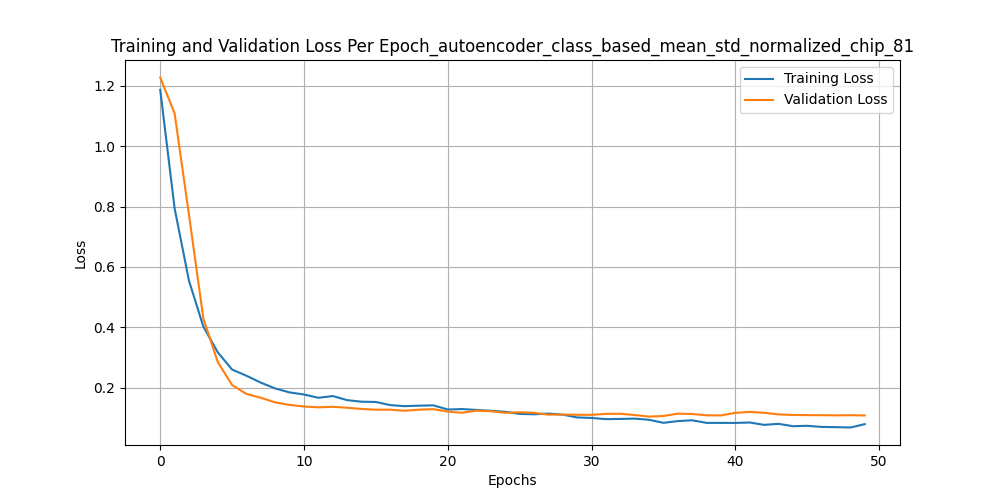 Training and Validation Loss Per Epoch_autoencoder_class_based_mean_std_normalized_chip_81
Training Loss
Validation Loss
1.2
1.0
0.8
0.6
0.4
0.2
Loss
0
10
20
30
40
50
Epochs